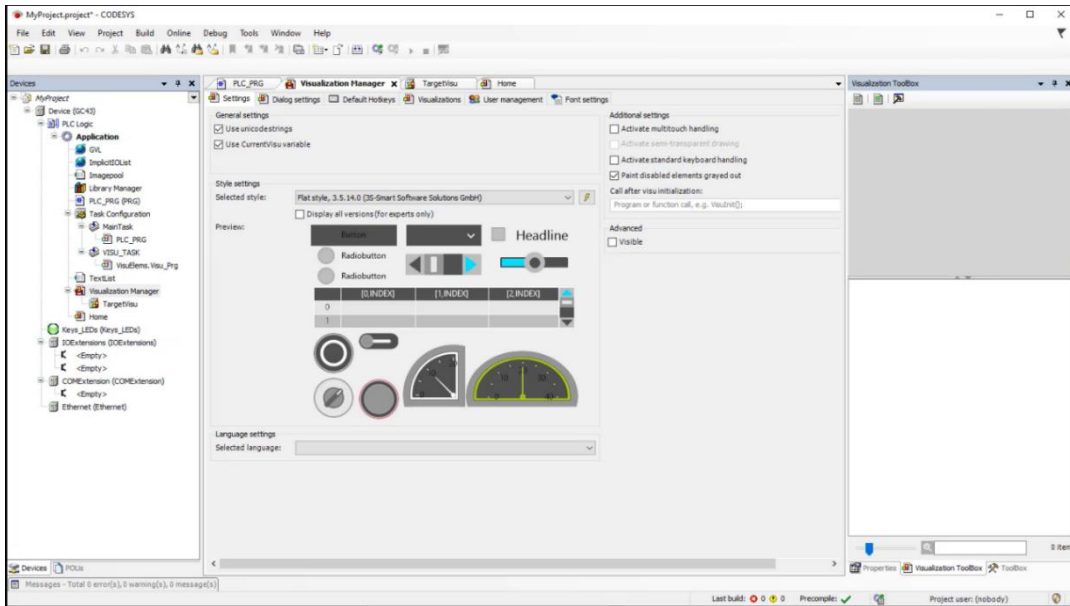 MyProject.project* - CODESYS
File Edit View Project Build Online Debug Tools Window Help
Devices
MyProject
Device (GC43)
PLC Logic
Application
GVL
ImplicitIOList
Imagepool
Library Manager
PLC_PRG (PRG)
Task Configuration
MainTask
PLC_PRG
VISU_TASK
VisuElems.Visu_Prg
TextList
Visualization Manager
TargetVisu
Home
Keys_LEDs (Keys_LEDs)
IOExtensions (IOExtensions)
<Empty>
<Empty>
COMExtension (COMExtension)
<Empty>
Ethernet (Ethernet)
Devices POUs
PLC_PRG Visualization Manager TargetVisu Home
Settings Dialog settings Default Hotkeys Visualizations User management Font settings
General settings
Use unicodestrings
Use CurrentVisu variable
Style settings
Selected style: Flat style, 3.5.14.0 (3S-Smart Software Solutions GmbH)
Display all versions (for experts only)
Preview:
Button Headline
Radiobutton
Radiobutton
[0,INDEX] [1,INDEX] [2,INDEX]
0
1
Language settings
Selected language:
Additional settings
Activate multitouch handling
Activate semi-transparent drawing
Activate standard keyboard handling
Paint disabled elements grayed out
Call after visu initialization:
Program or function call, e.g. VisuInit();
Advanced
Visible
Visualization ToolBox
0 Iter
Properties Visualization ToolBox ToolBox
Messages - Total 0 error(s), 0 warning(s), 0 message(s)
Last build: 0 0 Precompile: Project user: (nobody)